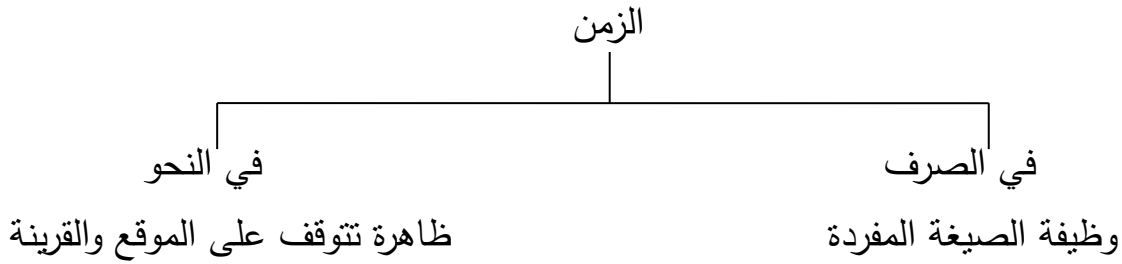 الزمن
في الصرف
في النحو
وظيفة الصيغة المفردة
ظاهرة تتوقف على الموقع والقرينة